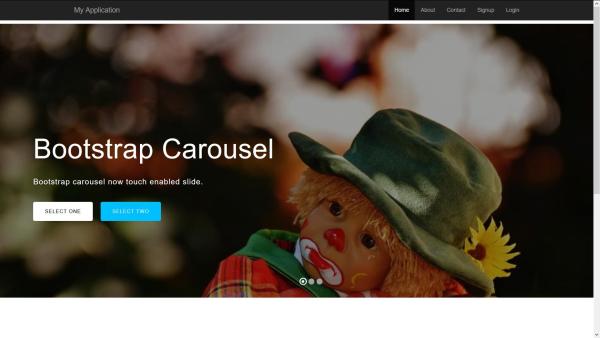 My Application
Home About Contact Signup Login
Bootstrap Carousel
Bootstrap carousel now touch enabled slide.
SELECT ONE SELECT TWO